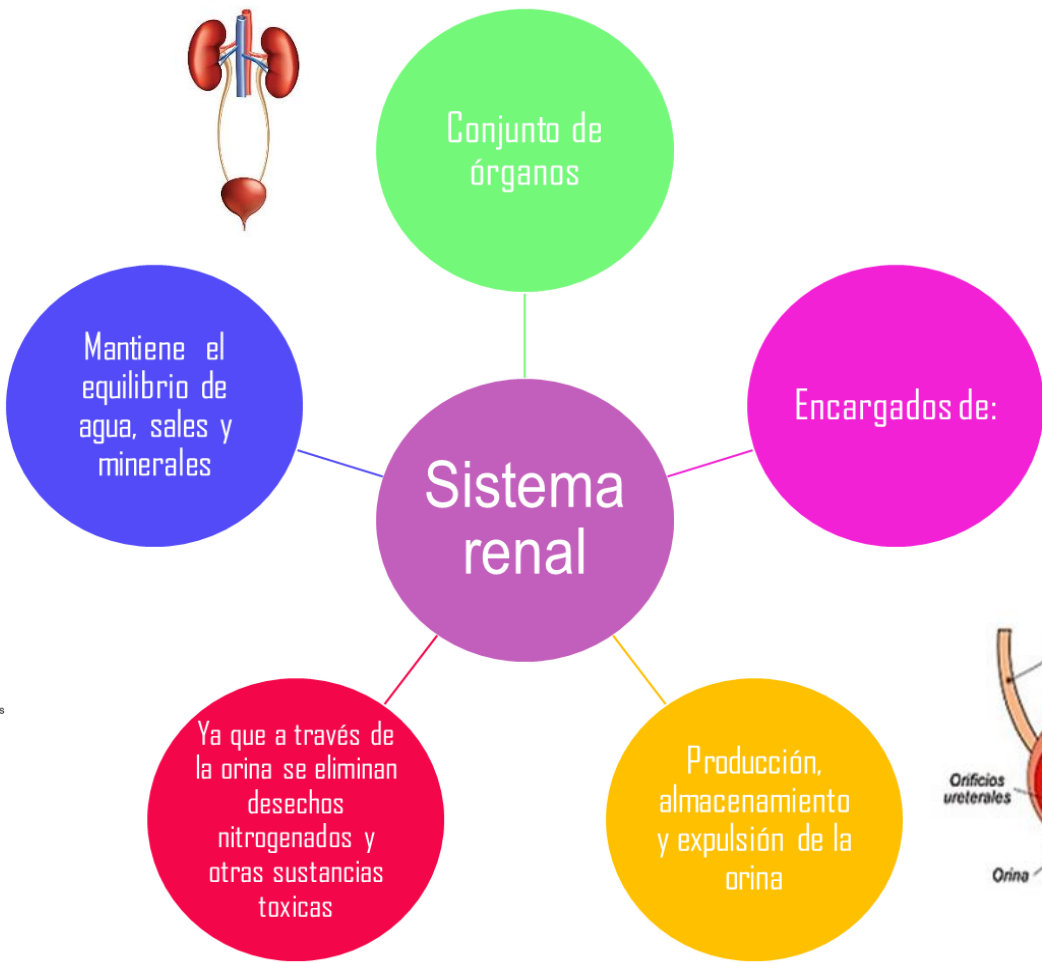 Conjunto de
órganos
Encargados de:
Producción,
almacenamiento
y expulsión de la
orina
Ya que a través de
la orina se eliminan
desechos
nitrogenados y
otras sustancias
toxicas
Mantiene el
equilibrio de
agua, sales y
minerales
Sistema
renal
Orificios
ureterales
Orina
s